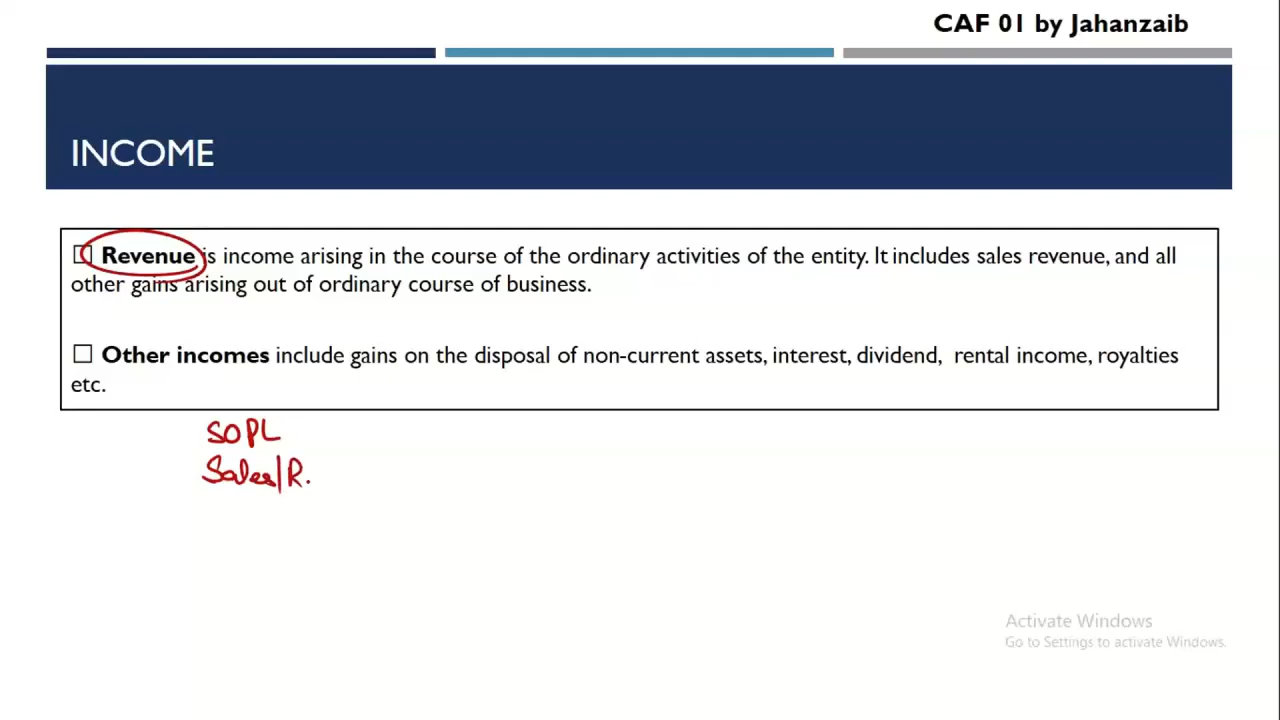 CAF 01 by Jahanzaib
INCOME
☐ Revenue is income arising in the course of the ordinary activities of the entity. It includes sales revenue, and all
other gains arising out of ordinary course of business.
☐ Other incomes include gains on the disposal of non-current assets, interest, dividend, rental income, royalties
etc.
SOPL
Sales/R.
Activate Windows
Go to Settings to activate Windows.